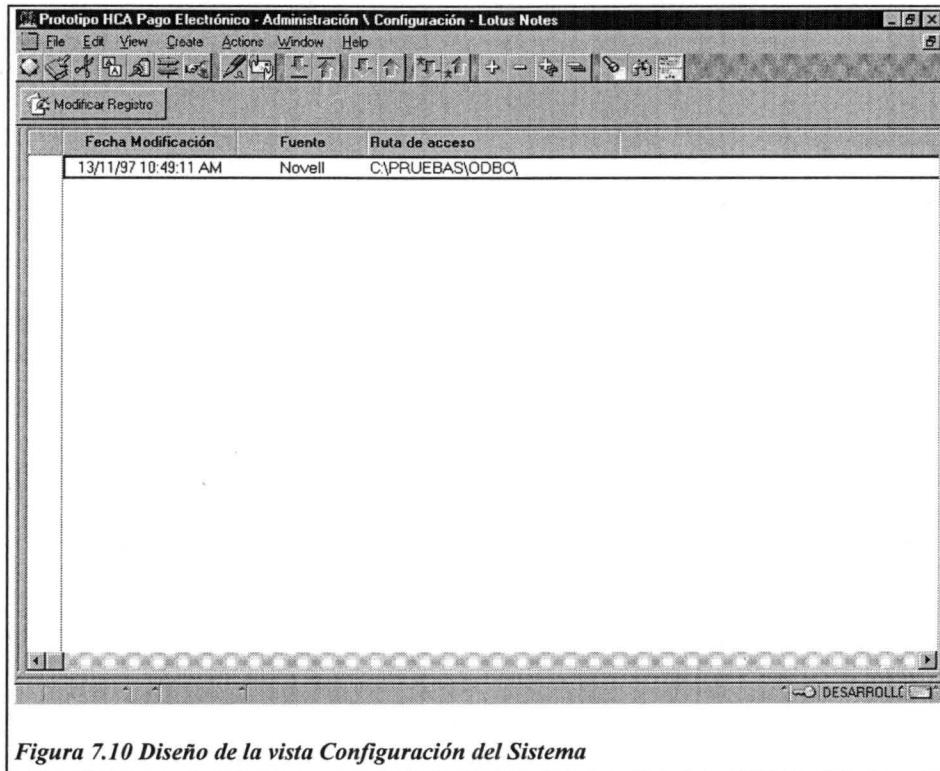 Prototipo HCA Pago Electrónico - Administración \ Configuración - Lotus Notes
File Edit View Create Actions Window Help
Modificar Registro
Fecha Modificación Fuente Ruta de acceso
13/11/97 10:49:11 AM Novell C:\PRUEBAS\ODBC\
DESARROLLC
Figura 7.10 Diseño de la vista Configuración del Sistema